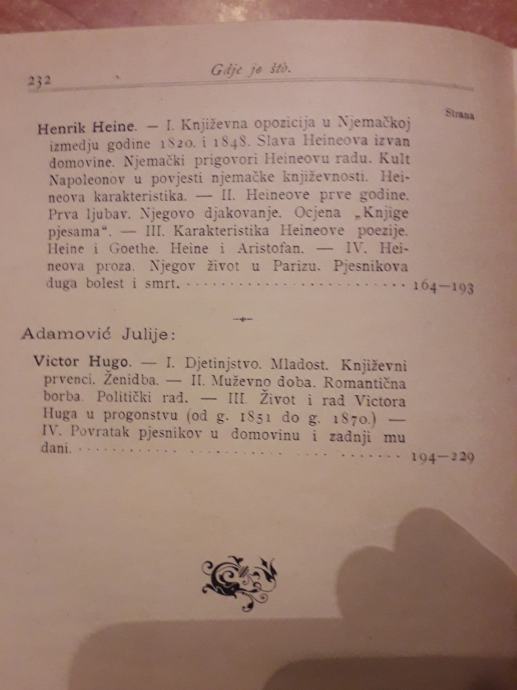 232
Gdje je što.
Strana
Henrik Heine. — I. Književna opozicija u Njemačkoj
izmedju godine 1820. i 1848. Slava Heineova izvan
domovine. Njemački prigovori Heineovu radu. Kult
Napoleonov u povjesti njemačke književnosti. Hei-
neova karakteristika. — II. Heineove prve godine.
Prva ljubav. Njegovo djakovanje. Ocjena „Knjige
pjesama“. — III. Karakteristika Heineove poezije.
Heine i Goethe. Heine i Aristofan. — IV. Hei-
neova proza. Njegov život u Parizu. Pjesnikova
duga bolest i smrt. . . . . . . . . . . . . . . . . . . . . . . . . 164—193
Adamović Julije:
Victor Hugo. — I. Djetinjstvo. Mladost. Književni
prvenci. Ženidba. — II. Muževno doba. Romantična
borba. Politički rad. — III. Život i rad Victora
Huga u progonstvu (od g. 1851 do g. 1870.) —
IV. Povratak pjesnikov u domovinu i zadnji mu
dani. . . . . . . . . . . . . . . . . . . . . . . . . . . . . 194—229